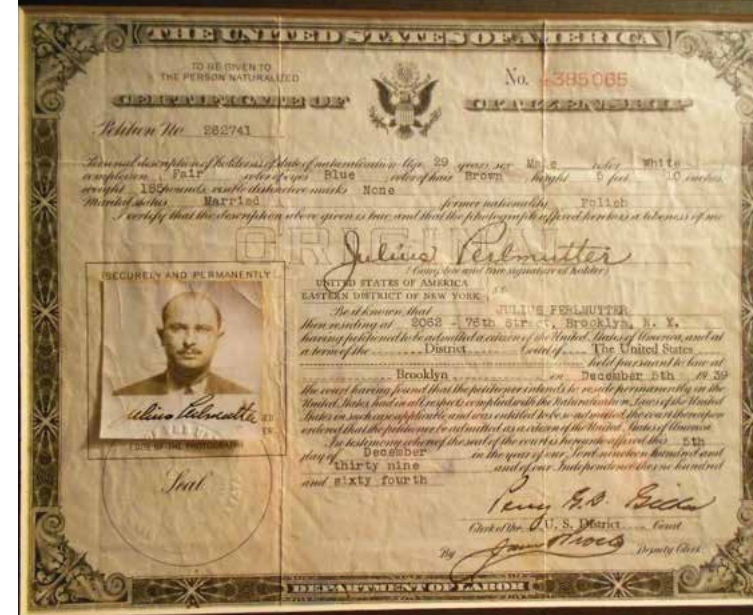 THE UNITED STATES OF AMERICA
TO BE GIVEN TO
THE PERSON NATURALIZED
No. 4385065
CERTIFICATE OF CITIZENSHIP
Petition No 262741
Personal description of holder as of date of naturalization: Age 29 years; sex Male color White
complexion Fair color of eyes Blue color of hair Brown height 5 feet 10 inches
weight 155 pounds; visible distinctive marks None
Marital status Married former nationality Polish
I certify that the description above given is true, and that the photograph affixed hereto is a likeness of me
ORIGINAL
Julius Perlmutter
(Complete and true signature of holder)
SECURELY AND PERMANENTLY
UNITED STATES OF AMERICA
EASTERN DISTRICT OF NEW YORK ss
Be it known, that JULIUS PERLMUTTER
then residing at 2062 - 76th Street, Brooklyn, N. Y.
having petitioned to be admitted a citizen of the United States of America, and at
a term of the District Court of The United States
held pursuant to law at
Brooklyn on December 5th 1939
the court having found that the petitioner intends to reside permanently in the
United States, had in all respects complied with the Naturalization Laws of the United
States in such case applicable, and was entitled to be so admitted, the court thereupon
ordered that the petitioner be admitted as a citizen of the United States of America
In testimony whereof the seal of the court is hereunto affixed this 5th
day of December in the year of our Lord nineteen hundred and
thirty nine and of our Independence the one hundred
and sixty fourth
Julius Perlmutter
EDGE OF THE PHOTOGRAPH
Seal
Percy G. B.
Clerk of the U. S. District Court
By Deputy Clerk
DEPARTMENT OF LABOR